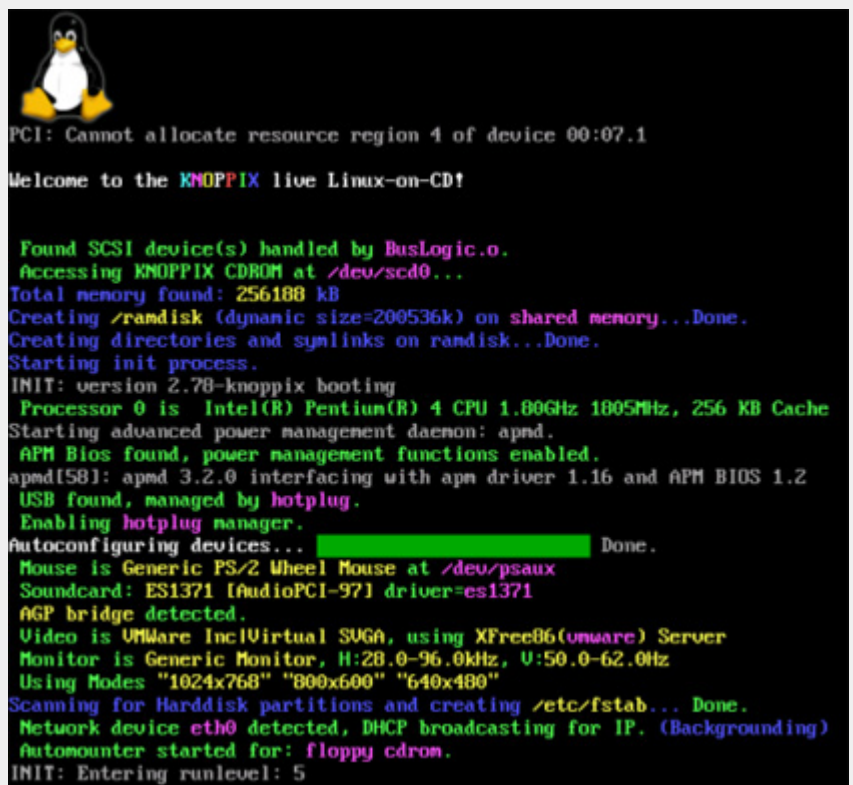 PCI: Cannot allocate resource region 4 of device 00:07.1
Welcome to the KNOPPIX live Linux-on-CD!
Found SCSI device(s) handled by BusLogic.o.
Accessing KNOPPIX CDROM at /dev/scd0...
Total memory found: 256188 kB
Creating /ramdisk (dynamic size=200536k) on shared memory...Done.
Creating directories and symlinks on ramdisk...Done.
Starting init process.
INIT: version 2.78-knoppix booting
Processor 0 is  Intel(R) Pentium(R) 4 CPU 1.80GHz 1805MHz, 256 KB Cache
Starting advanced power management daemon: apmd.
APM Bios found, power management functions enabled.
apmd[58]: apmd 3.2.0 interfacing with apm driver 1.16 and APM BIOS 1.2
USB found, managed by hotplug.
Enabling hotplug manager.
Autoconfiguring devices... Done.
Mouse is Generic PS/2 Wheel Mouse at /dev/psaux
Soundcard: ES1371 [AudioPCI-97] driver=es1371
AGP bridge detected.
Video is VMWare Inc|Virtual SVGA, using XFree86(vmware) Server
Monitor is Generic Monitor, H:28.0-96.0kHz, V:50.0-62.0Hz
Using Modes "1024x768" "800x600" "640x480"
Scanning for Harddisk partitions and creating /etc/fstab... Done.
Network device eth0 detected, DHCP broadcasting for IP. (Backgrounding)
Automounter started for: floppy cdrom.
INIT: Entering runlevel: 5